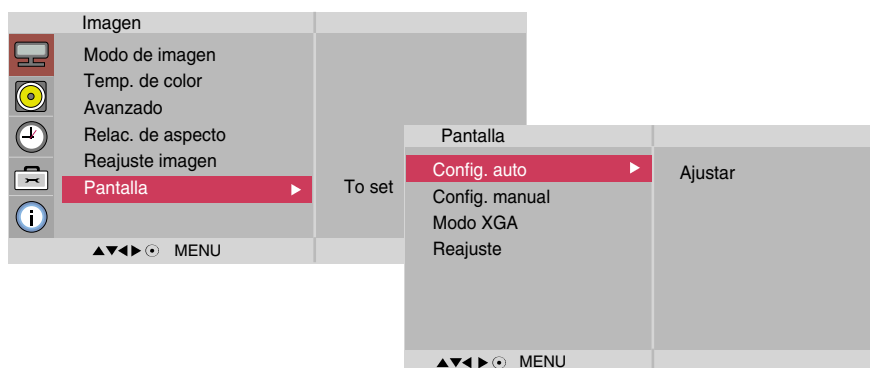 Imagen
Modo de imagen
Temp. de color
Avanzado
Relac. de aspecto
Reajuste imagen
Pantalla
To set
MENU
Pantalla
Config. auto
Ajustar
Config. manual
Modo XGA
Reajuste
MENU